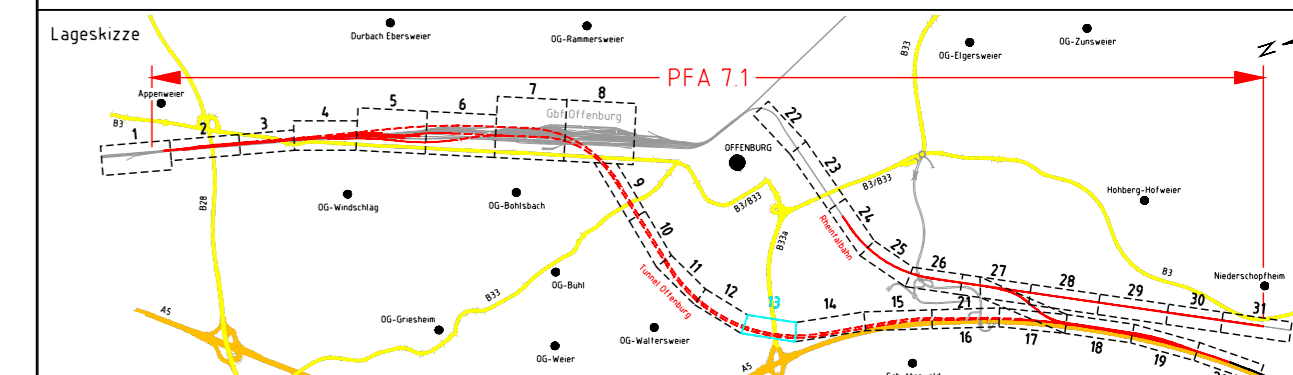 Lageskizze
Durbach Ebersweier
OG-Rammersweier
OG-Zunsweier
OG-Elgersweier
B33
N
PFA 7.1
Appenweier
B3
1
2
3
4
5
6
7
8
Gbf Offenburg
OFFENBURG
22
23
24
25
26
27
28
29
30
31
B3/B33
B3/B33
B33a
Rheintalbahn
Hohberg-Hofweier
B3
Niederschopfheim
B28
OG-Windschläg
OG-Bohlsbach
9
10
11
12
13
14
15
21
16
17
18
19
Tunnel Offenburg
OG-Bühl
B33
OG-Griesheim
OG-Weier
OG-Waltersweier
A5
A5